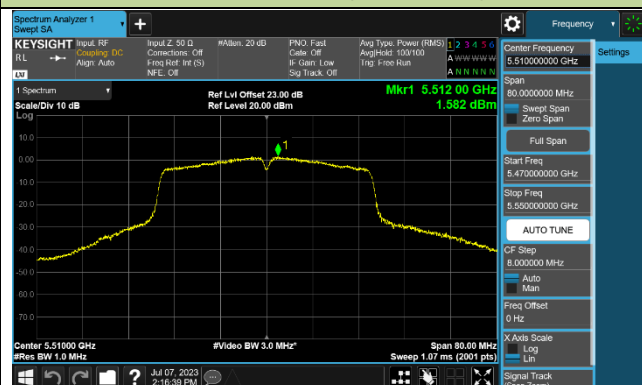 Spectrum Analyzer 1
Swept SA
Frequency
KEYSIGHT
RL
LXI
Input: RF
Coupling: DC
Align: Auto
Input Z: 50 Ω
Corrections: Off
Freq Ref: Int (S)
NFE: Off
#Atten: 20 dB
PNO: Fast
Gate: Off
IF Gain: Low
Sig Track: Off
Avg Type: Power (RMS)
Avg|Hold: 100/100
Trig: Free Run
1 2 3 4 5 6
A W W W W W
A N N N N N
1 Spectrum
Scale/Div 10 dB
Log
Ref Lvl Offset 23.00 dB
Ref Level 20.00 dBm
Mkr1 5.512 00 GHz
1.582 dBm
1
10.0
0.00
-10.0
-20.0
-30.0
-40.0
-50.0
-60.0
-70.0
Center 5.51000 GHz
#Res BW 1.0 MHz
#Video BW 3.0 MHz*
Span 80.00 MHz
Sweep 1.07 ms (2001 pts)
Jul 07, 2023
2:16:39 PM
Center Frequency
5.510000000 GHz
Settings
Span
80.0000000 MHz
Swept Span
Zero Span
Full Span
Start Freq
5.470000000 GHz
Stop Freq
5.550000000 GHz
AUTO TUNE
CF Step
8.000000 MHz
Auto
Man
Freq Offset
0 Hz
X Axis Scale
Log
Lin
Signal Track
(Span Zoom)